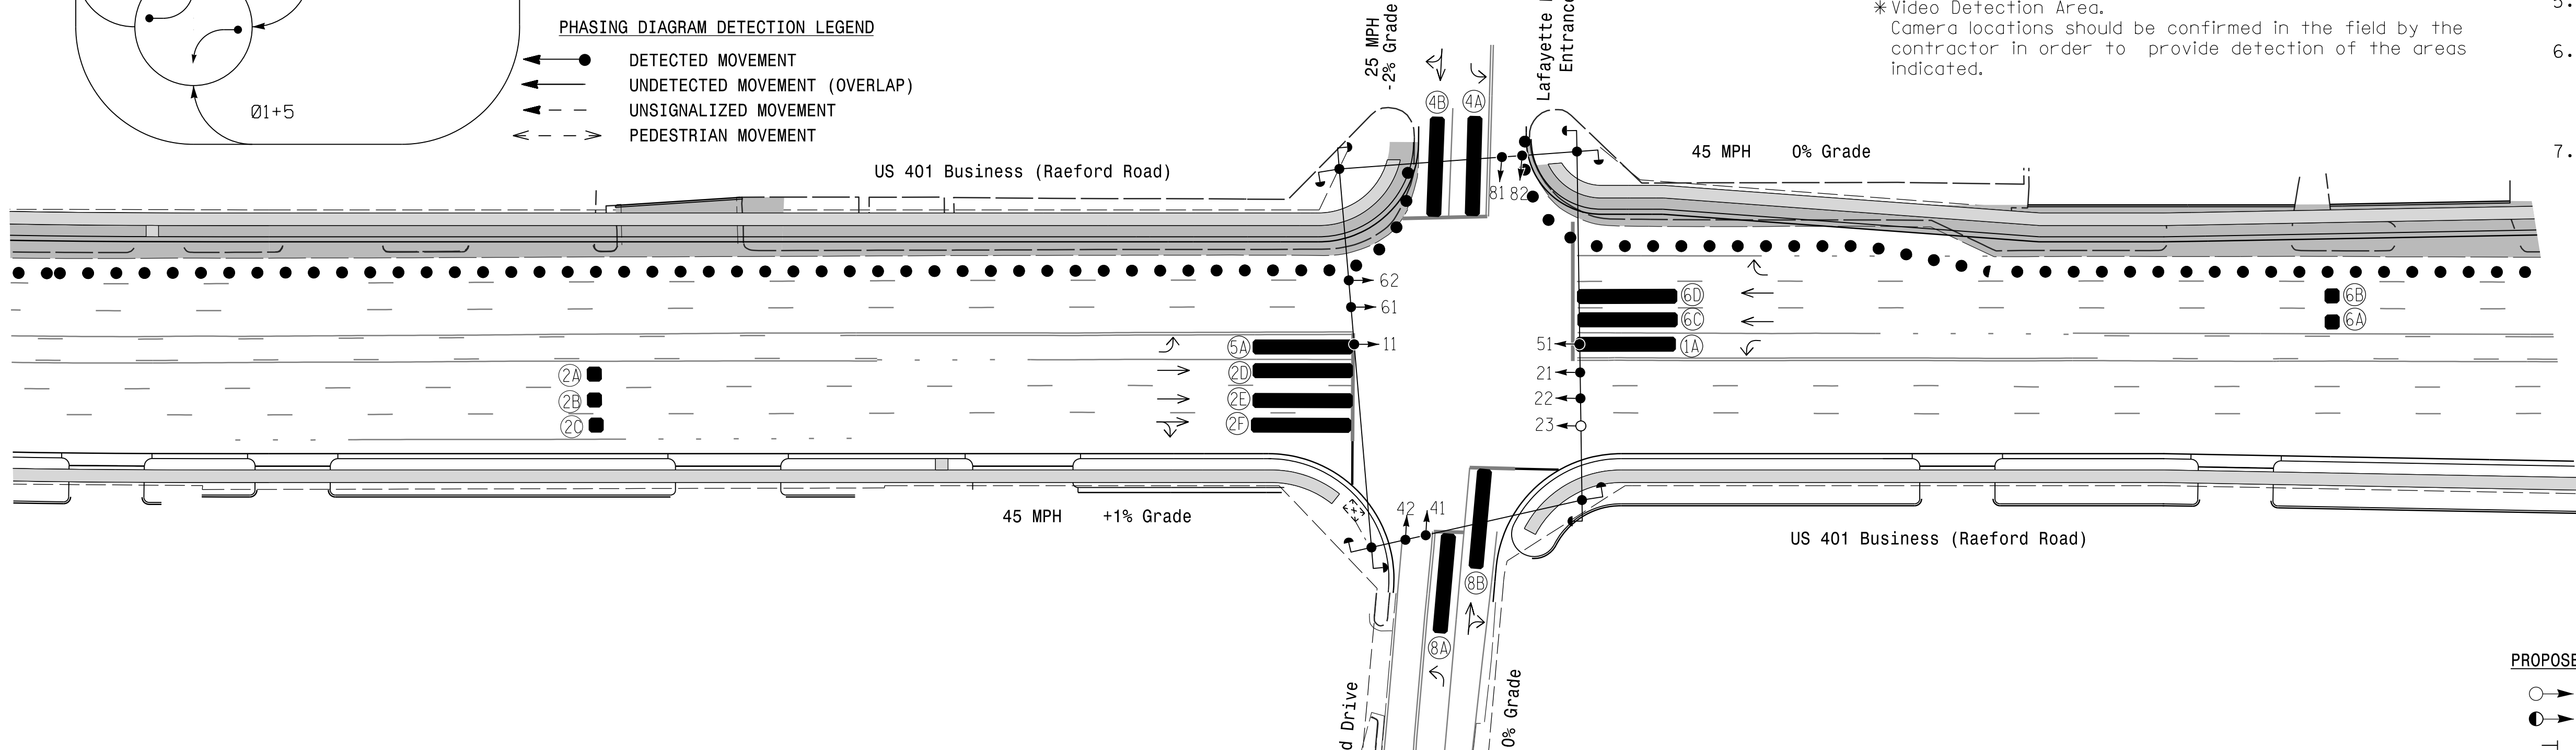 PHASING DIAGRAM DETECTION LEGEND
DETECTED MOVEMENT
UNDETECTED MOVEMENT (OVERLAP)
UNSIGNALIZED MOVEMENT
PEDESTRIAN MOVEMENT
Ø1+5
25 MPH
-2% Grade
Lafayette
Entrance
* Video Detection Area.
Camera locations should be confirmed in the field by the
contractor in order to provide detection of the areas
indicated.
5.
6.
7.
4B
4A
US 401 Business (Raeford Road)
45 MPH 0% Grade
81 82
62
61
11
6D
6C
1A
6B
6A
5A
2D
2E
2F
2A
2B
2C
51
21
22
23
45 MPH +1% Grade
42 41
US 401 Business (Raeford Road)
8B
8A
d Drive
0% Grade
PROPOSE